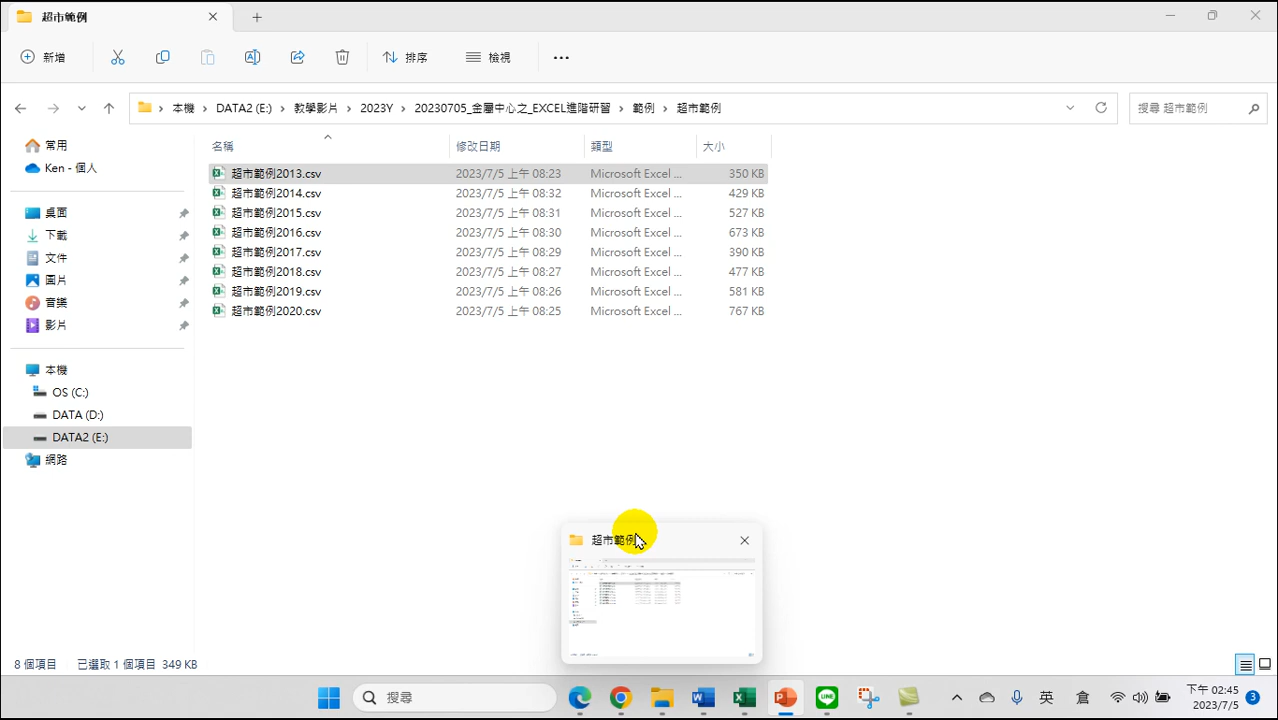 超市範例
新增
排序
檢視
本機 > DATA2 (E:) > 教學影片 > 2023Y > 20230705_金屬中心之_EXCEL進階研習 > 範例 > 超市範例
搜尋 超市範例
常用
Ken - 個人
桌面
下載
文件
圖片
音樂
影片
本機
OS (C:)
DATA (D:)
DATA2 (E:)
網路
名稱 修改日期 類型 大小
超市範例2013.csv 2023/7/5 上午 08:23 Microsoft Excel ... 350 KB
超市範例2014.csv 2023/7/5 上午 08:32 Microsoft Excel ... 429 KB
超市範例2015.csv 2023/7/5 上午 08:31 Microsoft Excel ... 527 KB
超市範例2016.csv 2023/7/5 上午 08:30 Microsoft Excel ... 673 KB
超市範例2017.csv 2023/7/5 上午 08:29 Microsoft Excel ... 390 KB
超市範例2018.csv 2023/7/5 上午 08:27 Microsoft Excel ... 477 KB
超市範例2019.csv 2023/7/5 上午 08:26 Microsoft Excel ... 581 KB
超市範例2020.csv 2023/7/5 上午 08:25 Microsoft Excel ... 767 KB
超市範例
8 個項目 已選取 1 個項目 349 KB
搜尋
英
倉
下午 02:45
2023/7/5
3